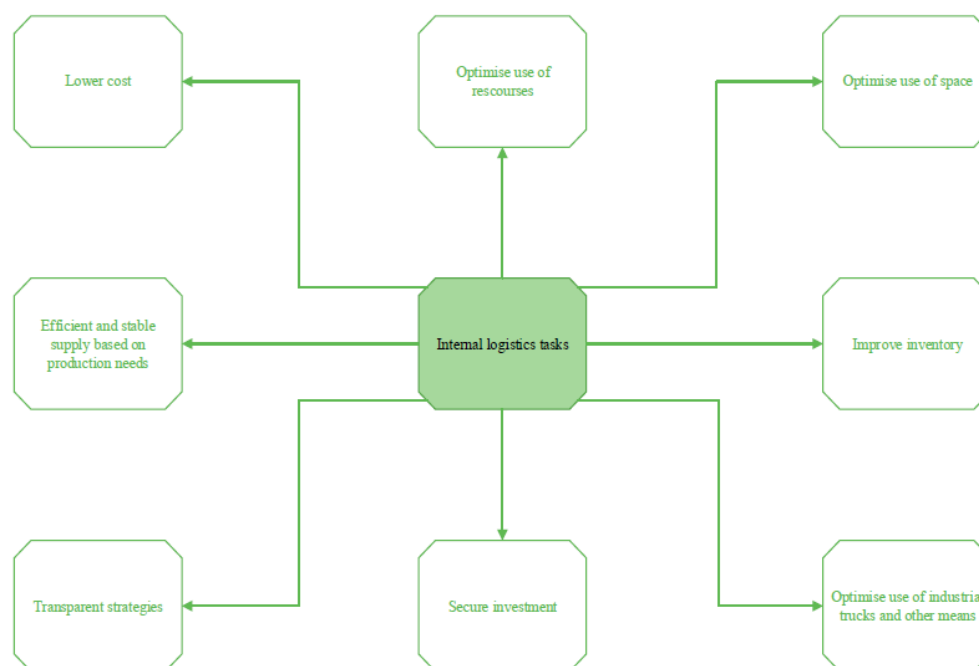 Lower cost
Optimise use of
rescourses
Optimise use of space
Efficient and stable
supply based on
production needs
Internal logistics tasks
Improve inventory
Transparent strategies
Secure investment
Optimise use of industria
trucks and other means